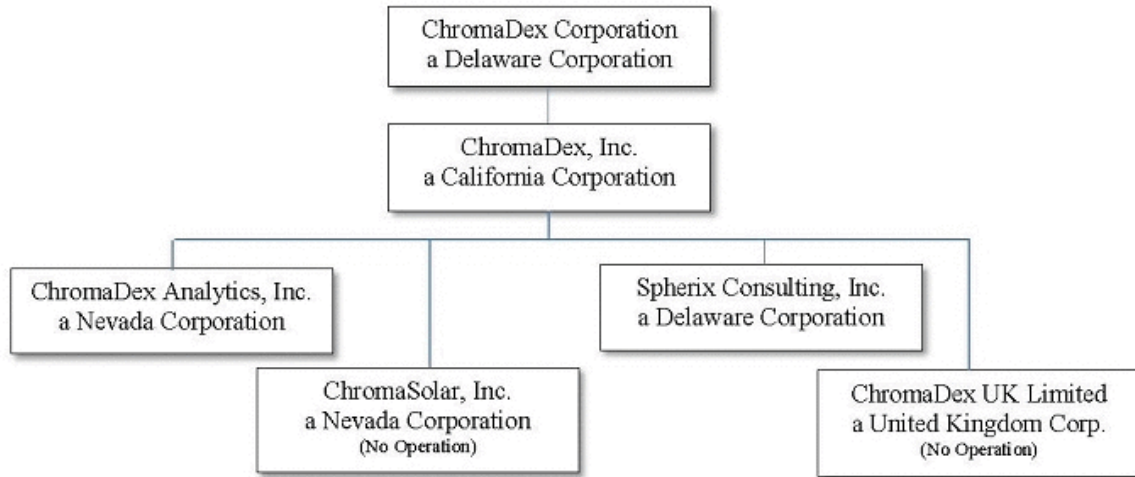 ChromaDex Corporation
a Delaware Corporation
ChromaDex, Inc.
a California Corporation
ChromaDex Analytics, Inc.
a Nevada Corporation
Spherix Consulting, Inc.
a Delaware Corporation
ChromaSolar, Inc.
a Nevada Corporation
(No Operation)
ChromaDex UK Limited
a United Kingdom Corp.
(No Operation)